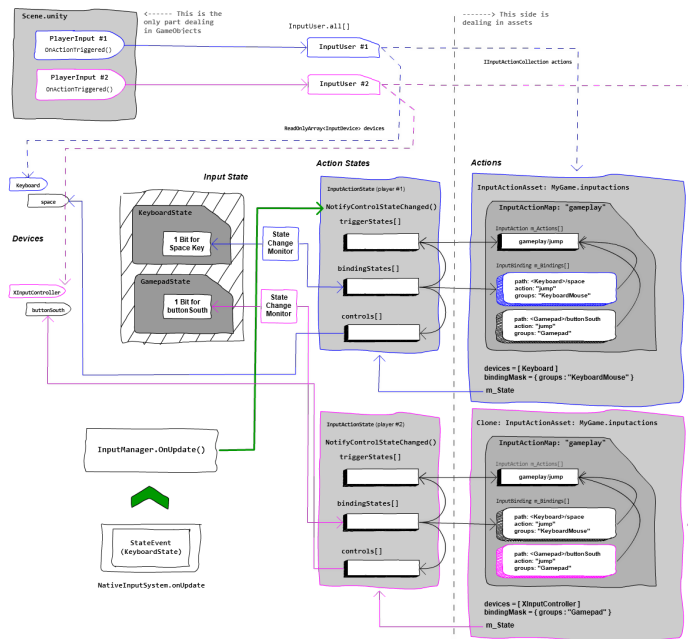 Scene.unity
PlayerInput #1
OnActionTriggered()
PlayerInput #2
OnActionTriggered()
<------ This is the
only part dealing
in GameObjects
InputUser.all[]
InputUser #1
InputUser #2
-------> This side is
dealing in assets
IInputActionCollection actions
ReadOnlyArray<InputDevice> devices
Devices
Keyboard
space
XInputController
buttonSouth
Input State
KeyboardState
1 Bit for
Space Key
GamepadState
1 Bit for
buttonSouth
State
Change
Monitor
State
Change
Monitor
Action States
InputActionState (player #1)
NotifyControlStateChanged()
triggerStates[]
bindingStates[]
controls[]
Actions
InputActionAsset: MyGame.inputactions
InputActionMap: "gameplay"
InputAction m_Actions[]
gameplay/jump
InputBinding m_Bindings[]
path: <Keyboard>/space
action: "jump"
groups: "KeyboardMouse"
path: <Gamepad>/buttonSouth
action: "jump"
groups: "Gamepad"
devices = [ Keyboard ]
bindingMask = { groups : "KeyboardMouse" }
m_State
InputManager.OnUpdate()
StateEvent
(KeyboardState)
NativeInputSystem.onUpdate
InputActionState (player #2)
NotifyControlStateChanged()
triggerStates[]
bindingStates[]
controls[]
Clone: InputActionAsset: MyGame.inputactions
InputActionMap: "gameplay"
InputAction m_Actions[]
gameplay/jump
InputBinding m_Bindings[]
path: <Keyboard>/space
action: "jump"
groups: "KeyboardMouse"
path: <Gamepad>/buttonSouth
action: "jump"
groups: "Gamepad"
devices = [ XInputController ]
bindingMask = { groups : "Gamepad" }
m_State